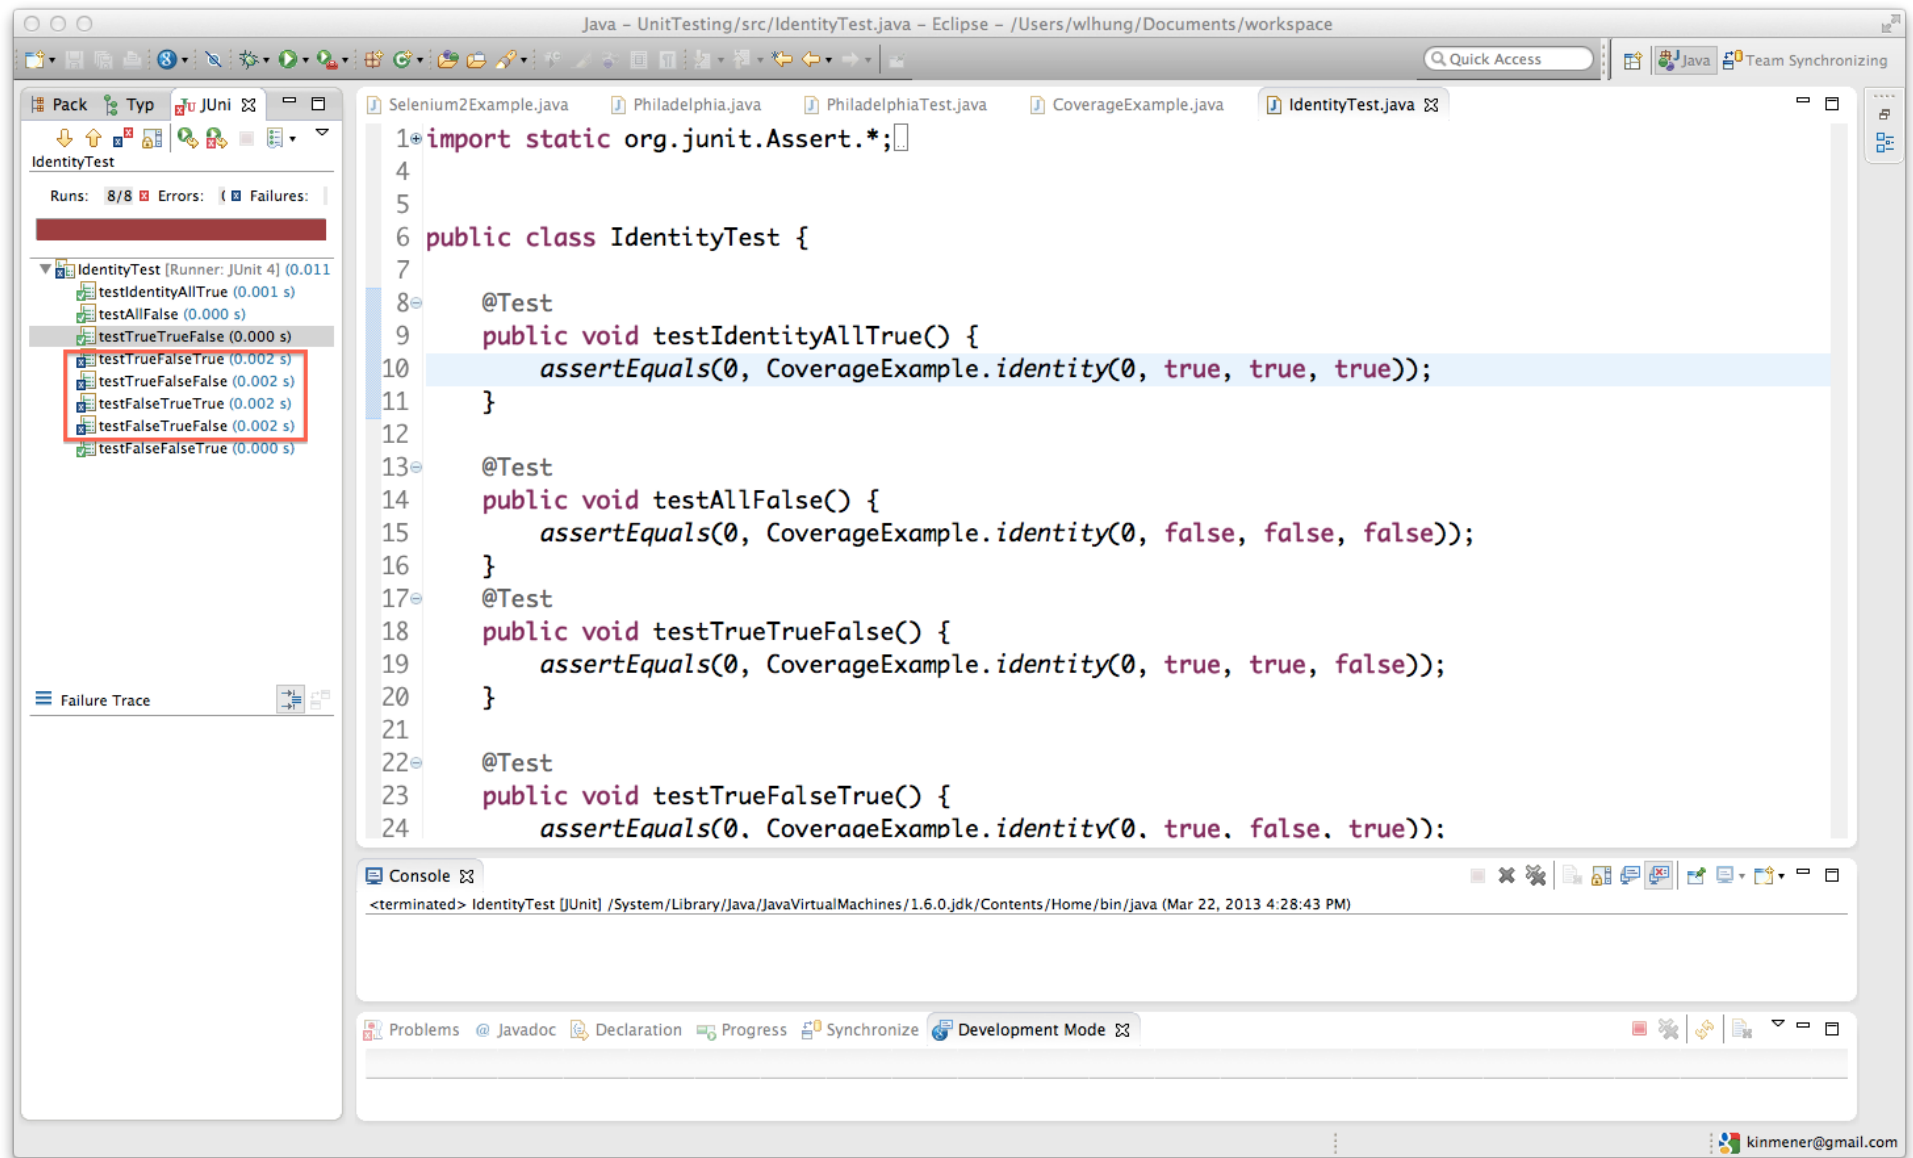 Java – UnitTesting/src/IdentityTest.java – Eclipse – /Users/wlhung/Documents/workspace
Quick Access
Java
Team Synchronizing
Pack Typ JUni
IdentityTest
Runs: 8/8 Errors: Failures:
IdentityTest [Runner: JUnit 4] (0.011
testIdentityAllTrue (0.001 s)
testAllFalse (0.000 s)
testTrueTrueFalse (0.000 s)
testTrueFalseTrue (0.002 s)
testTrueFalseFalse (0.002 s)
testFalseTrueTrue (0.002 s)
testFalseTrueFalse (0.002 s)
testFalseFalseTrue (0.000 s)
Failure Trace
Selenium2Example.java Philadelphia.java PhiladelphiaTest.java CoverageExample.java IdentityTest.java
1 import static org.junit.Assert.*;
4
5
6 public class IdentityTest {
7
8 @Test
9 public void testIdentityAllTrue() {
10 assertEquals(0, CoverageExample.identity(0, true, true, true));
11 }
12
13 @Test
14 public void testAllFalse() {
15 assertEquals(0, CoverageExample.identity(0, false, false, false));
16 }
17 @Test
18 public void testTrueTrueFalse() {
19 assertEquals(0, CoverageExample.identity(0, true, true, false));
20 }
21
22 @Test
23 public void testTrueFalseTrue() {
24 assertEquals(0, CoverageExample.identity(0, true, false, true));
Console
<terminated> IdentityTest [JUnit] /System/Library/Java/JavaVirtualMachines/1.6.0.jdk/Contents/Home/bin/java (Mar 22, 2013 4:28:43 PM)
Problems @ Javadoc Declaration Progress Synchronize Development Mode
kinmener@gmail.com